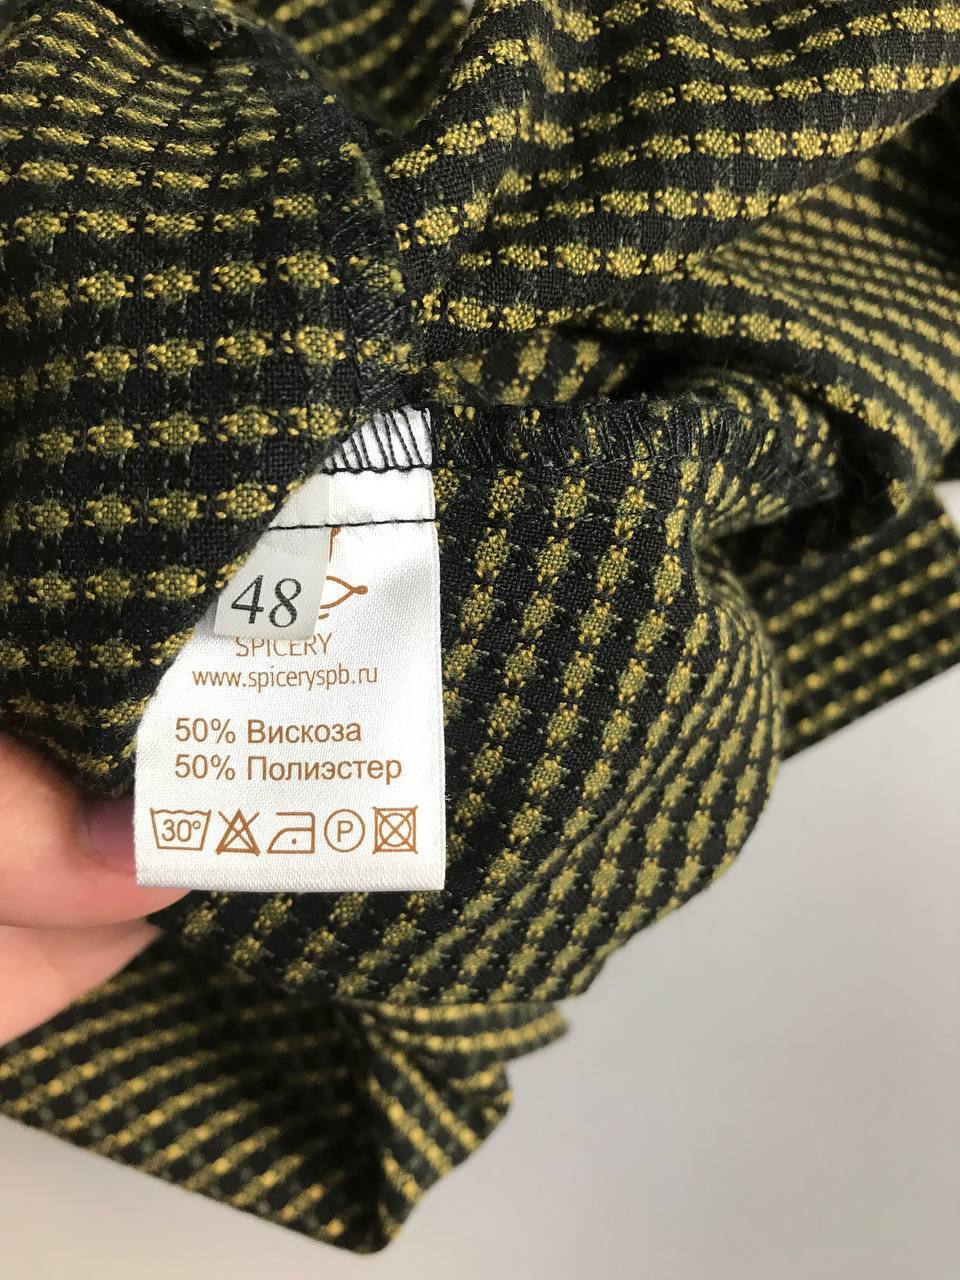 48
SPICERY
www.spiceryspb.ru
50% Вискоза
50% Полиэстер
30° P